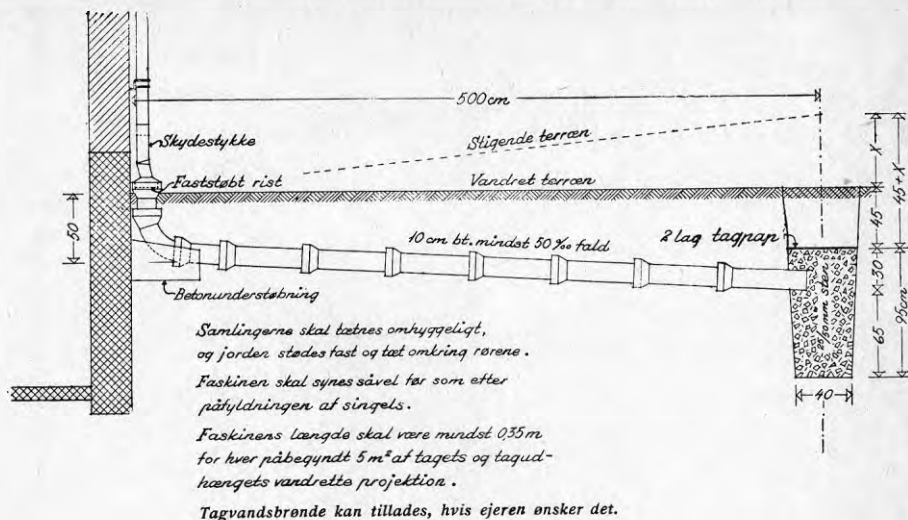 500 cm
Skydestykke
Stigende terræn
X
45+X
Faststøbt rist
Vandret terræn
50
45
2 lag tagpap
10 cm bt. mindst 50 ‰ fald
30
95cm
65
Betonunderstøbning
mm sten
40
Samlingerne skal tætnes omhyggeligt,
og jorden stødes fast og tæt omkring rørene.
Faskinen skal synes såvel før som efter
påfyldningen af singels.
Faskinens længde skal være mindst 0,35 m
for hver påbegyndt 5 m² af tagets og tagud-
hængets vandrette projektion.
Tagvandsbrønde kan tillades, hvis ejeren ønsker det.